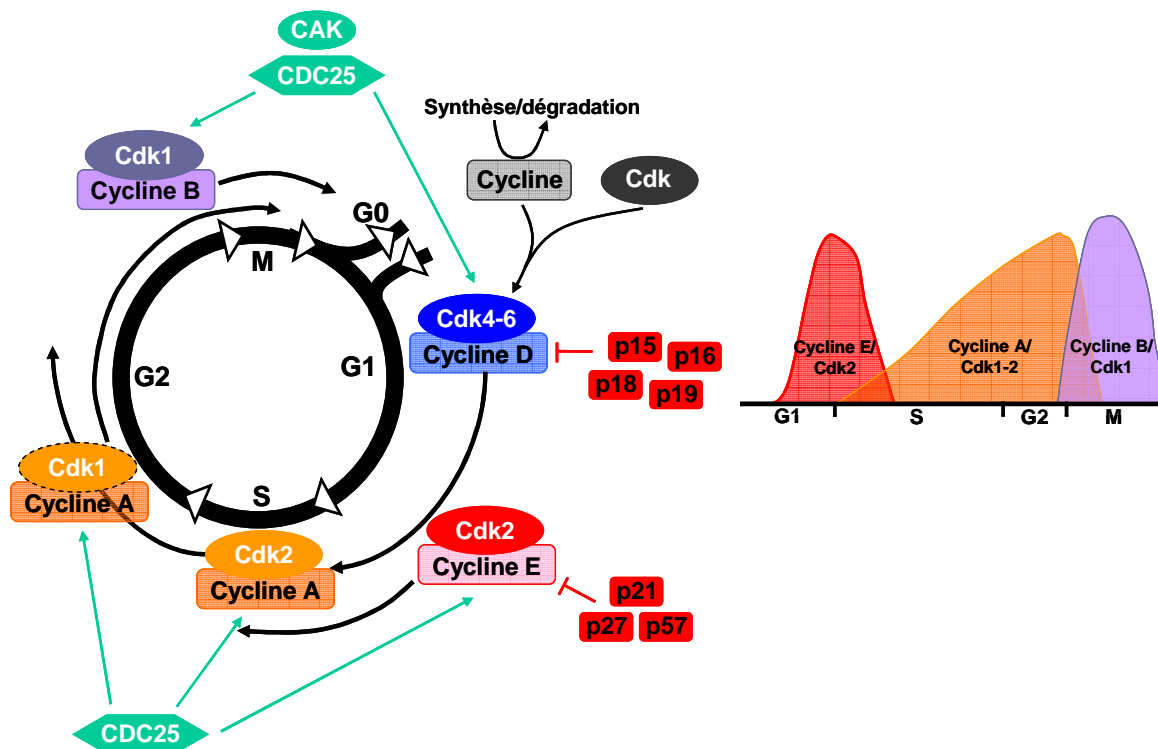 CAK
CDC25
Synthèse/dégradation
Cycline
Cdk
Cdk1
Cycline B
G0
M
G1
G2
S
Cdk4-6
Cycline D
p15
p16
p18
p19
Cdk1
Cycline A
Cdk2
Cycline A
Cdk2
Cycline E
p21
p27
p57
CDC25
Cycline E/
Cdk2
Cycline A/
Cdk1-2
Cycline B/
Cdk1
G1
S
G2
M